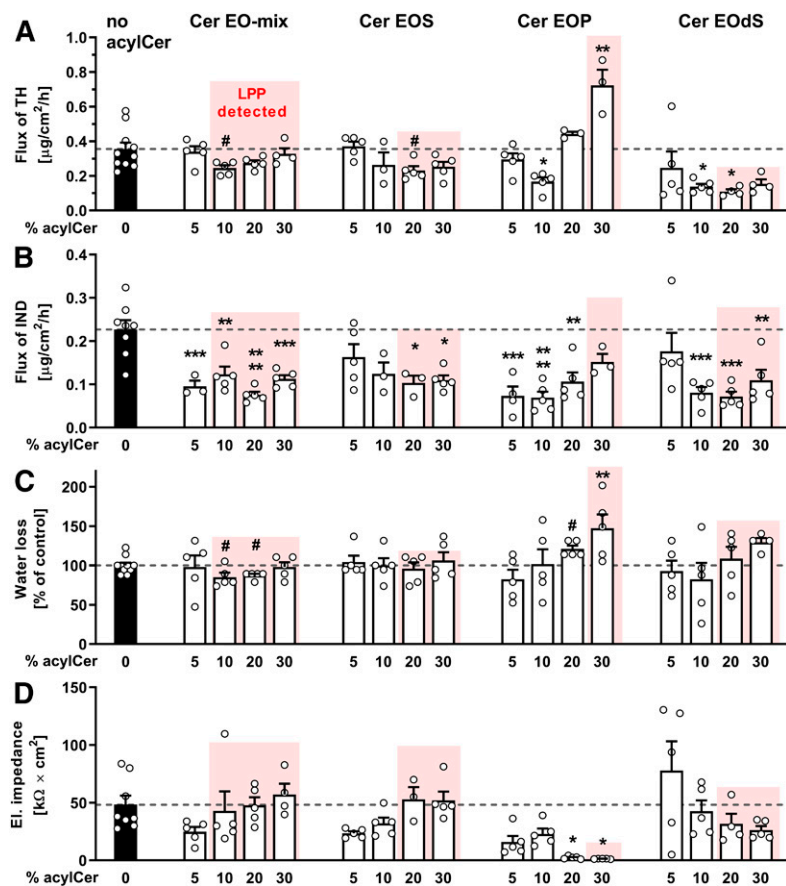 no acylCer Cer EO-mix Cer EOS Cer EOP Cer EOdS
A
Flux of TH
[µg/cm²/h]
1.0
0.8
0.6
0.4
0.2
0.0
LPP
detected
# # * ** * *
% acylCer 0 5 10 20 30 5 10 20 30 5 10 20 30 5 10 20 30
B
Flux of IND
[µg/cm²/h]
0.4
0.3
0.2
0.1
0.0
*** ** ** ** *** * * *** ** ** ** *** *** **
% acylCer 0 5 10 20 30 5 10 20 30 5 10 20 30 5 10 20 30
C
Water loss
[% of control]
200
150
100
50
0
# # # **
% acylCer 0 5 10 20 30 5 10 20 30 5 10 20 30 5 10 20 30
D
El. impedance
[kΩ × cm²]
150
100
50
0
* *
% acylCer 0 5 10 20 30 5 10 20 30 5 10 20 30 5 10 20 30